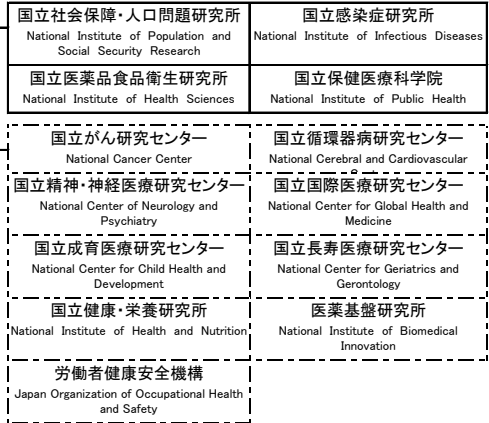 国立社会保障・人口問題研究所
National Institute of Population and
Social Security Research
国立感染症研究所
National Institute of Infectious Diseases
国立医薬品食品衛生研究所
National Institute of Health Sciences
国立保健医療科学院
National Institute of Public Health
国立がん研究センター
National Cancer Center
国立循環器病研究センター
National Cerebral and Cardiovascular
国立精神・神経医療研究センター
National Center of Neurology and
Psychiatry
国立国際医療研究センター
National Center for Global Health and
Medicine
国立成育医療研究センター
National Center for Child Health and
Development
国立長寿医療研究センター
National Center for Geriatrics and
Gerontology
国立健康・栄養研究所
National Institute of Health and Nutrition
医薬基盤研究所
National Institute of Biomedical
Innovation
労働者健康安全機構
Japan Organization of Occupational Health
and Safety